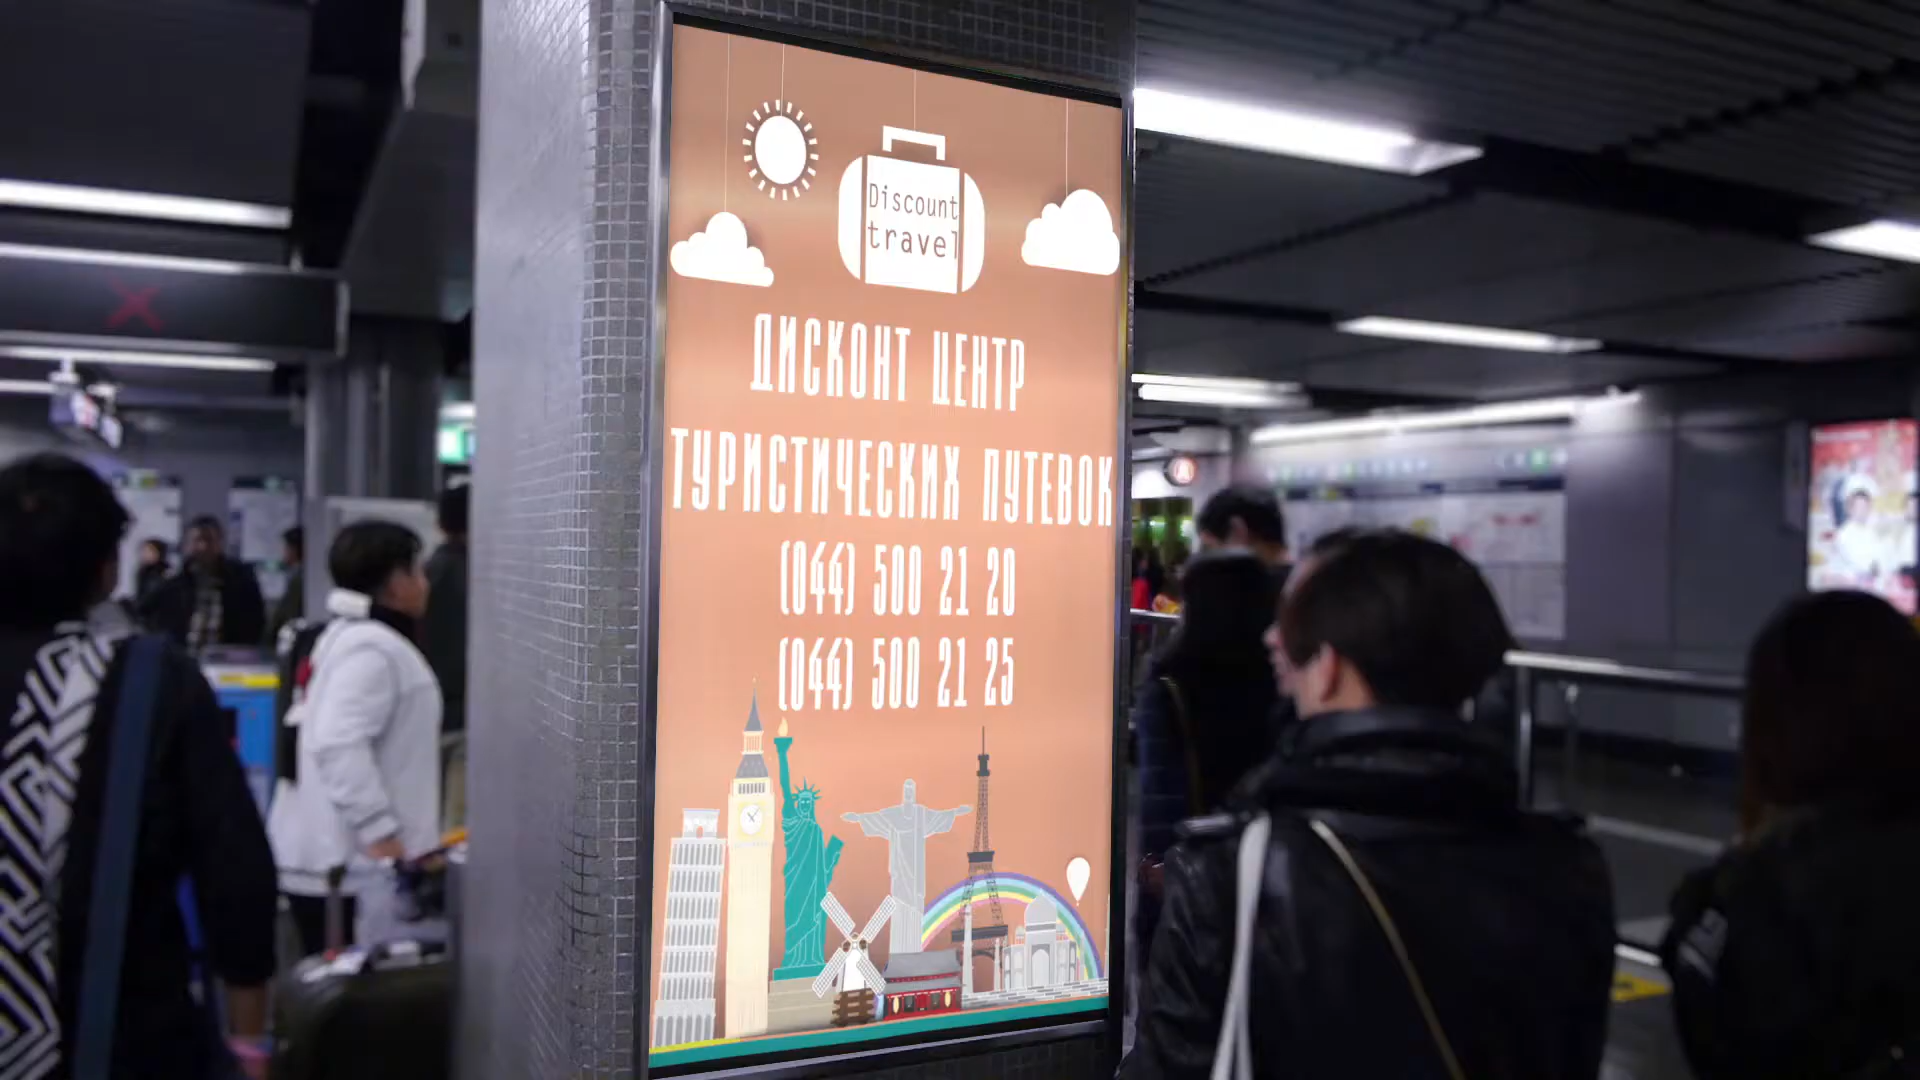 Discount
travel
ДИСКОНТ ЦЕНТР
ТУРИСТИЧЕСКИХ ПУТЕВОК
(044) 500 21 20
(044) 500 21 25